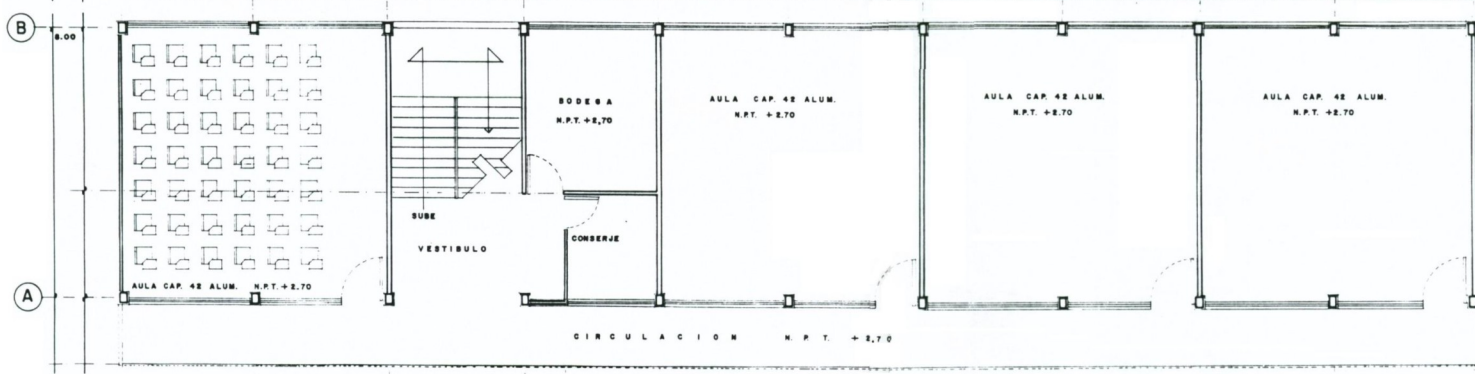 B
8.00
BODEGA
N.P.T. +2,70
AULA CAP. 42 ALUM.
N.P.T. +2.70
AULA CAP. 42 ALUM.
N.P.T. +2.70
AULA CAP. 42 ALUM.
N.P.T. +2.70
SUBE
VESTIBULO
CONSERJE
AULA CAP. 42 ALUM. N.P.T. +2.70
A
CIRCULACION N.P.T. +2,70